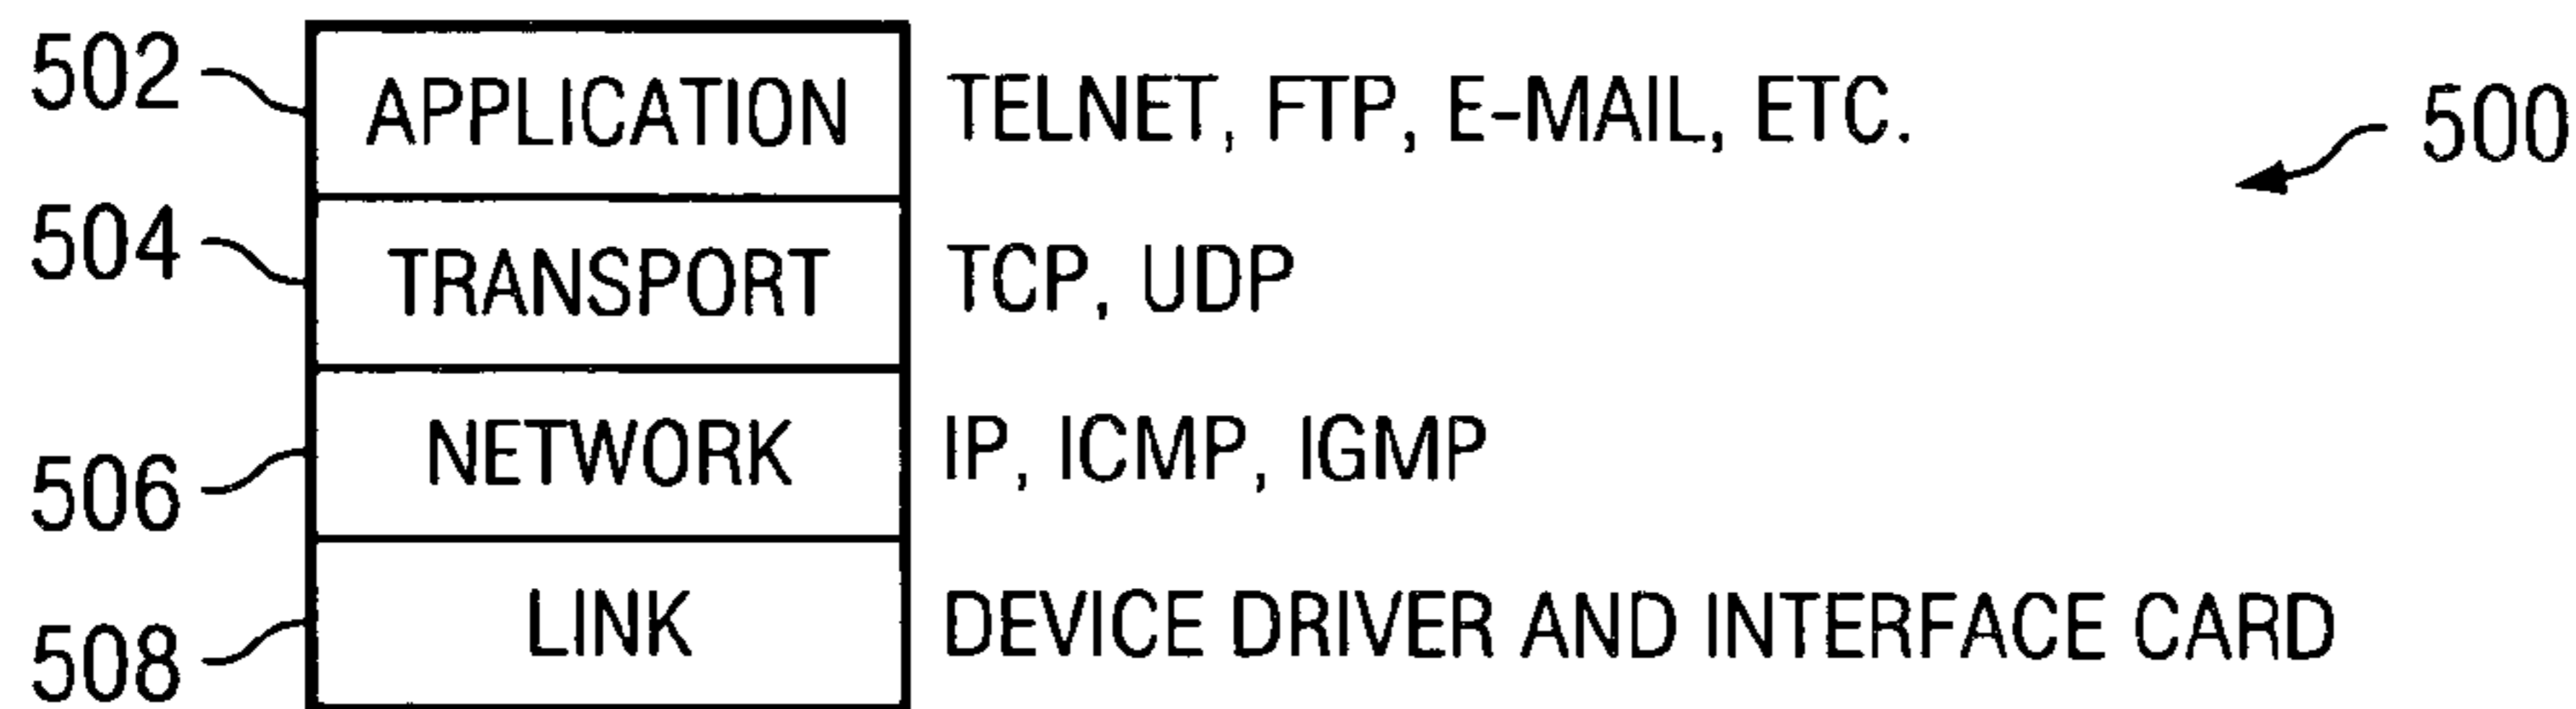 502 APPLICATION TELNET, FTP, E-MAIL, ETC. 500
504 TRANSPORT TCP, UDP
506 NETWORK IP, ICMP, IGMP
508 LINK DEVICE DRIVER AND INTERFACE CARD